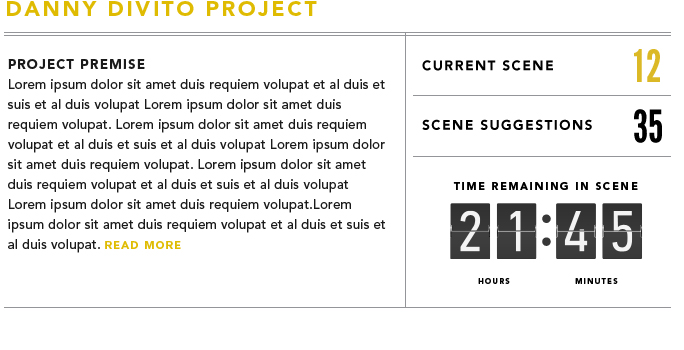 DANNY DIVITO PROJECT
PROJECT PREMISE
Lorem ipsum dolor sit amet duis requiem volupat et al duis et
suis et al duis volupat Lorem ipsum dolor sit amet duis
requiem volupat. Lorem ipsum dolor sit amet duis requiem
volupat et al duis et suis et al duis volupat Lorem ipsum dolor
sit amet duis requiem volupat. Lorem ipsum dolor sit amet
duis requiem volupat et al duis et suis et al duis volupat
Lorem ipsum dolor sit amet duis requiem volupat.Lorem
ipsum dolor sit amet duis requiem volupat et al duis et suis et
al duis volupat. READ MORE
CURRENT SCENE 12
SCENE SUGGESTIONS 35
TIME REMAINING IN SCENE
21:45
HOURS MINUTES